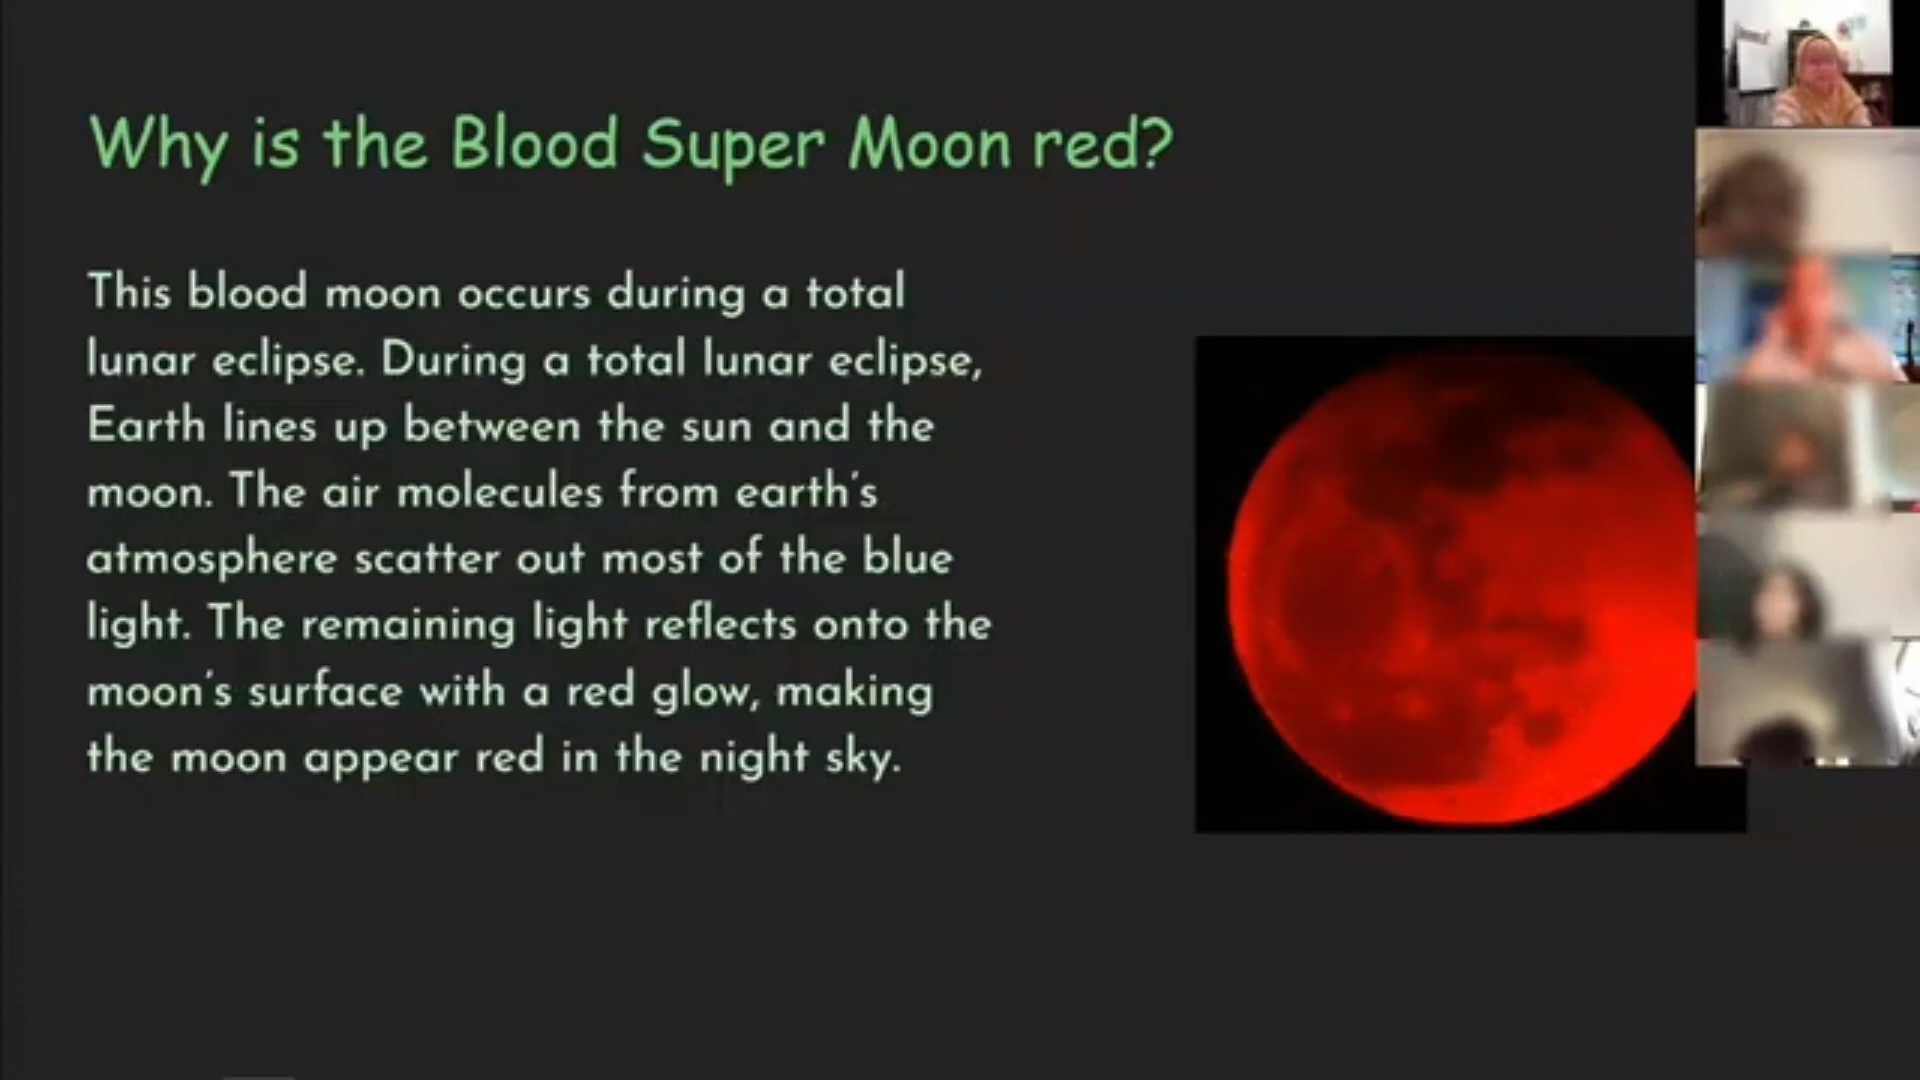 Why is the Blood Super Moon red?
This blood moon occurs during a total
lunar eclipse. During a total lunar eclipse,
Earth lines up between the sun and the
moon. The air molecules from earth's
atmosphere scatter out most of the blue
light. The remaining light reflects onto the
moon's surface with a red glow, making
the moon appear red in the night sky.